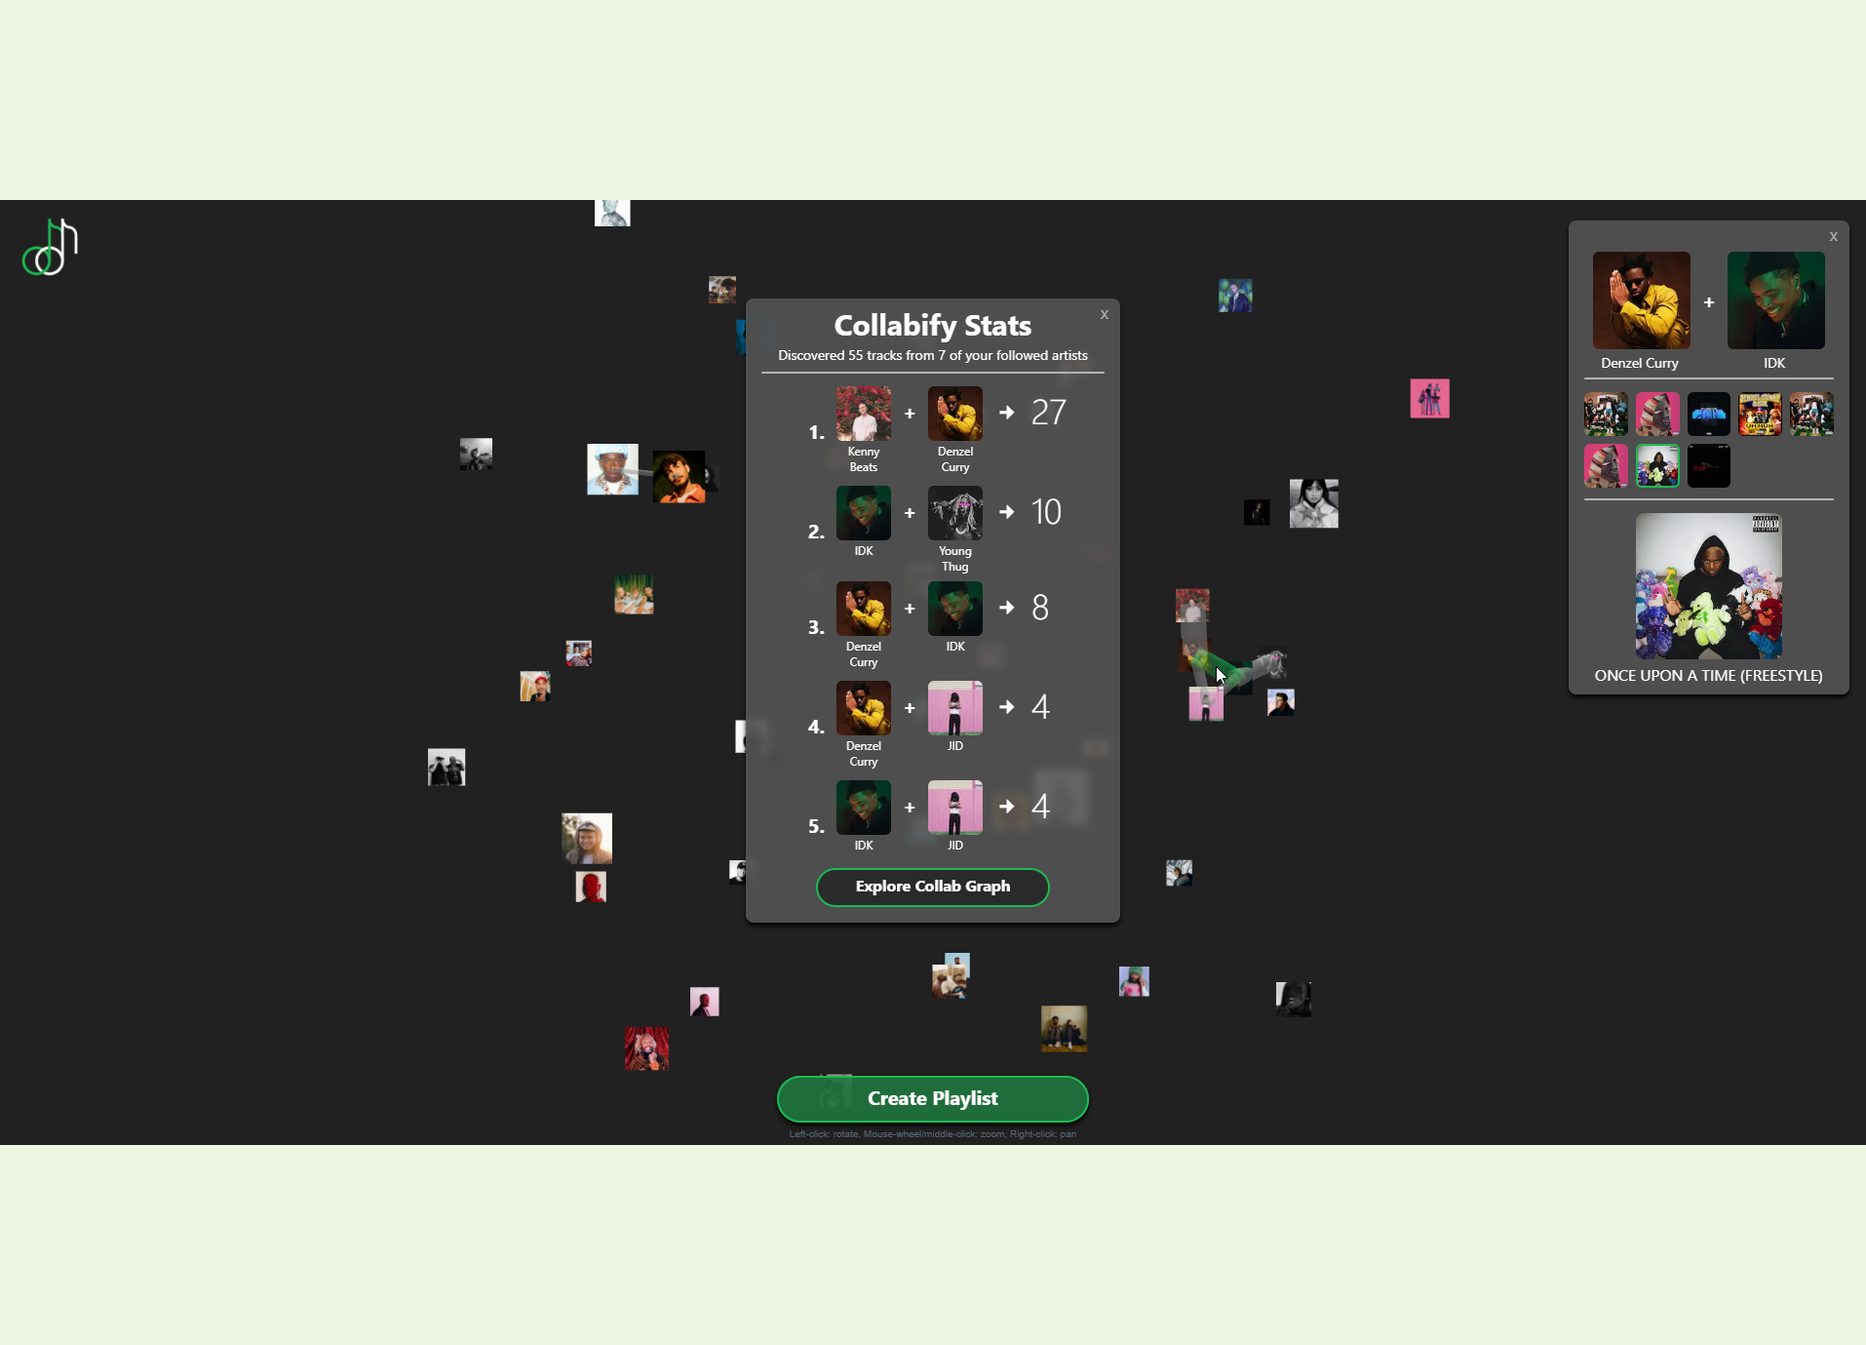 Collabify Stats
X
Discovered 55 tracks from 7 of your followed artists
1.
+
→ 27
Kenny
Beats
Denzel
Curry
2.
+
→ 10
IDK
Young
Thug
3.
+
→ 8
Denzel
Curry
IDK
4.
+
→ 4
Denzel
Curry
JID
5.
+
→ 4
IDK
JID
Explore Collab Graph
Create Playlist
Left-click: rotate, Mouse-wheel/middle-click: zoom, Right-click: pan
X
+
Denzel Curry
IDK
ONCE UPON A TIME (FREESTYLE)